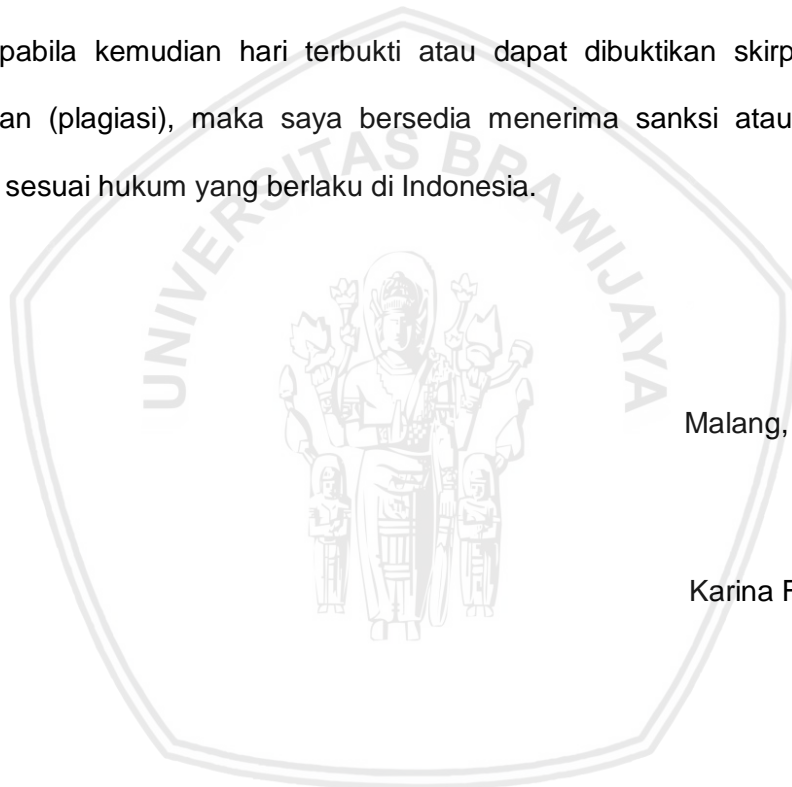 pabila kemudian hari terbukti atau dapat dibuktikan skirp
an (plagiasi), maka saya bersedia menerima sanksi atau
sesuai hukum yang berlaku di Indonesia.
UNIVERSITAS BRAWIJAYA
Malang,
Karina F